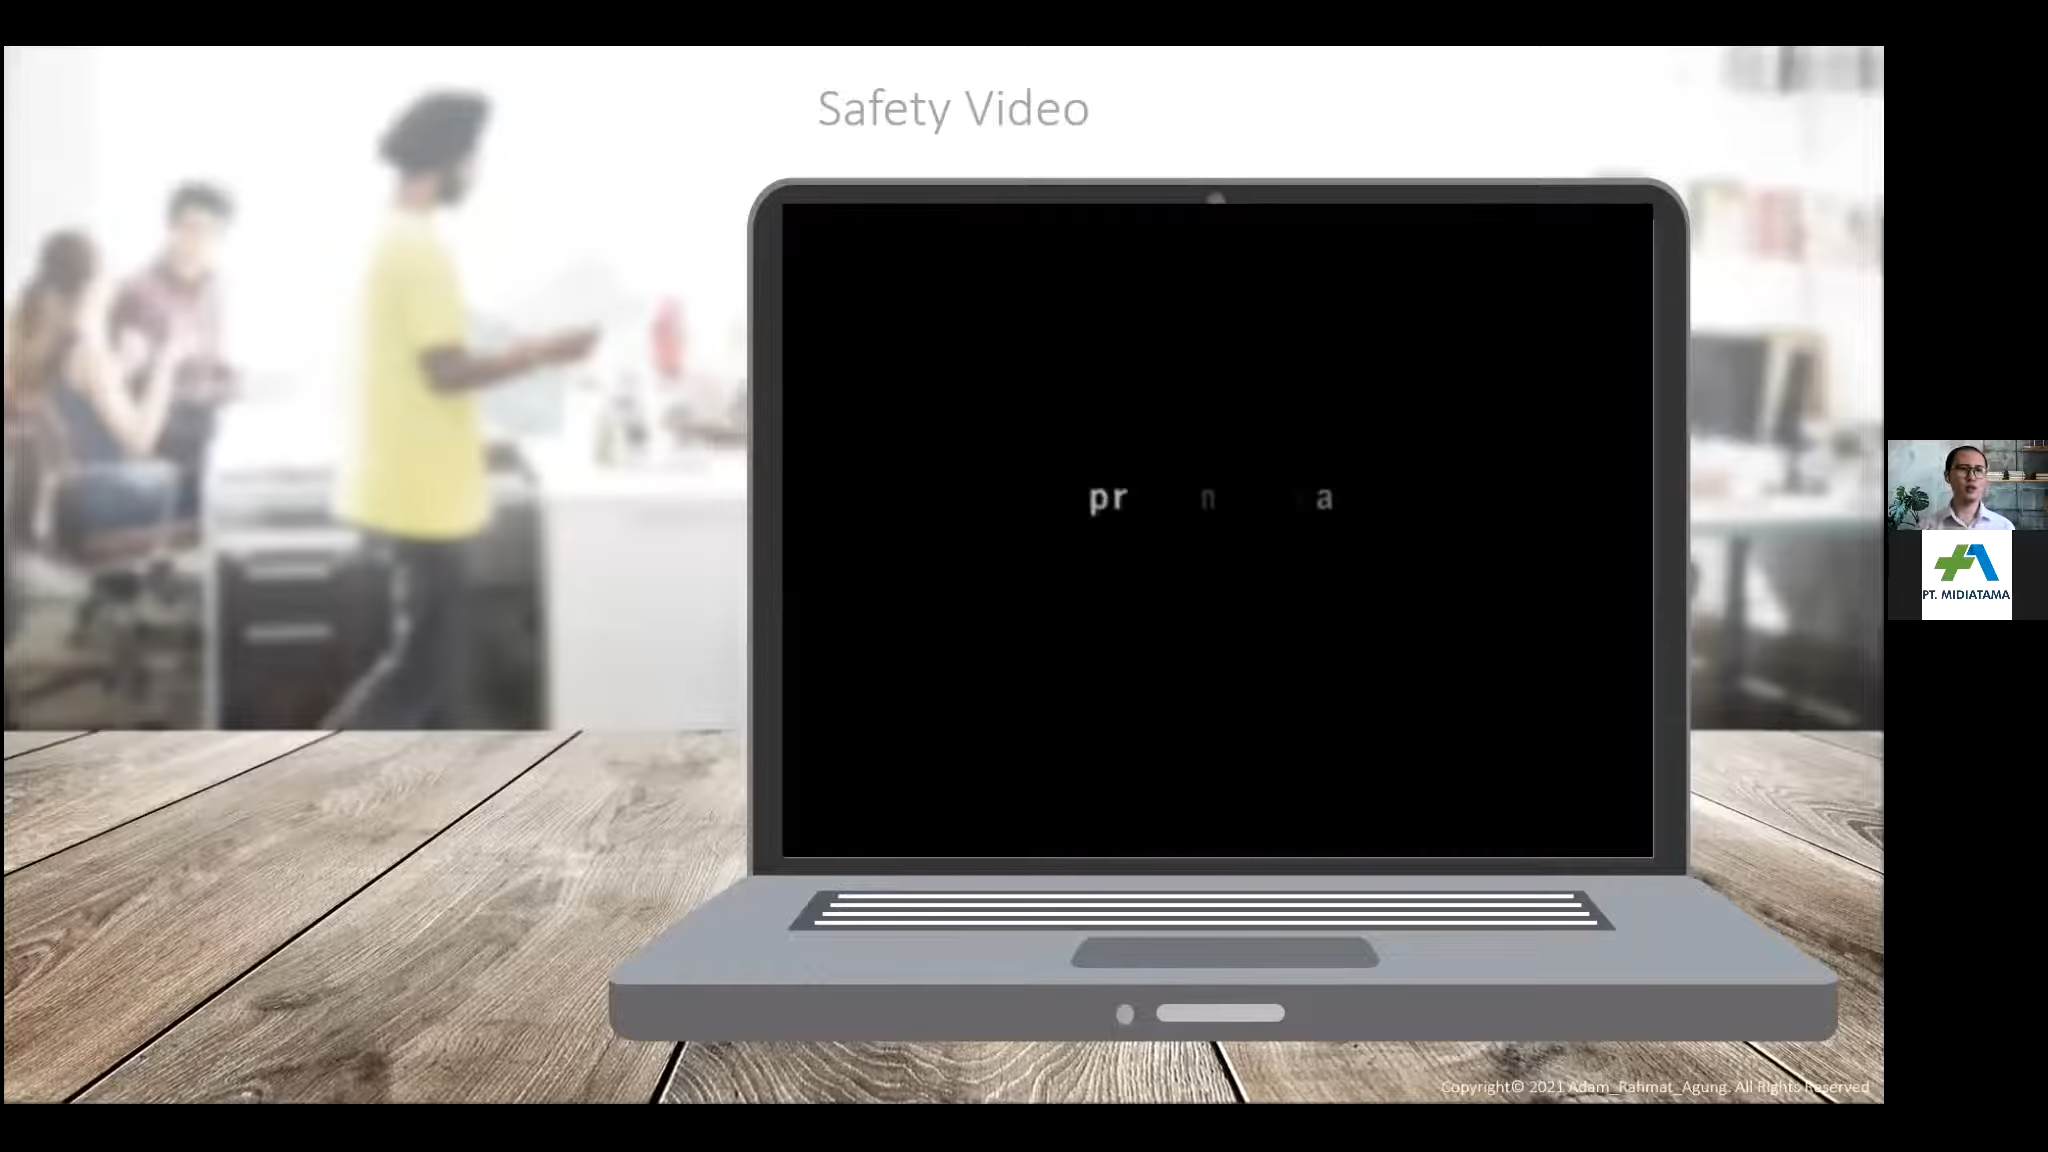 Safety Video
PT. MIDIATAMA
Copyright© 2021 Adam_Rahmat_Agung. All Rights Reserved